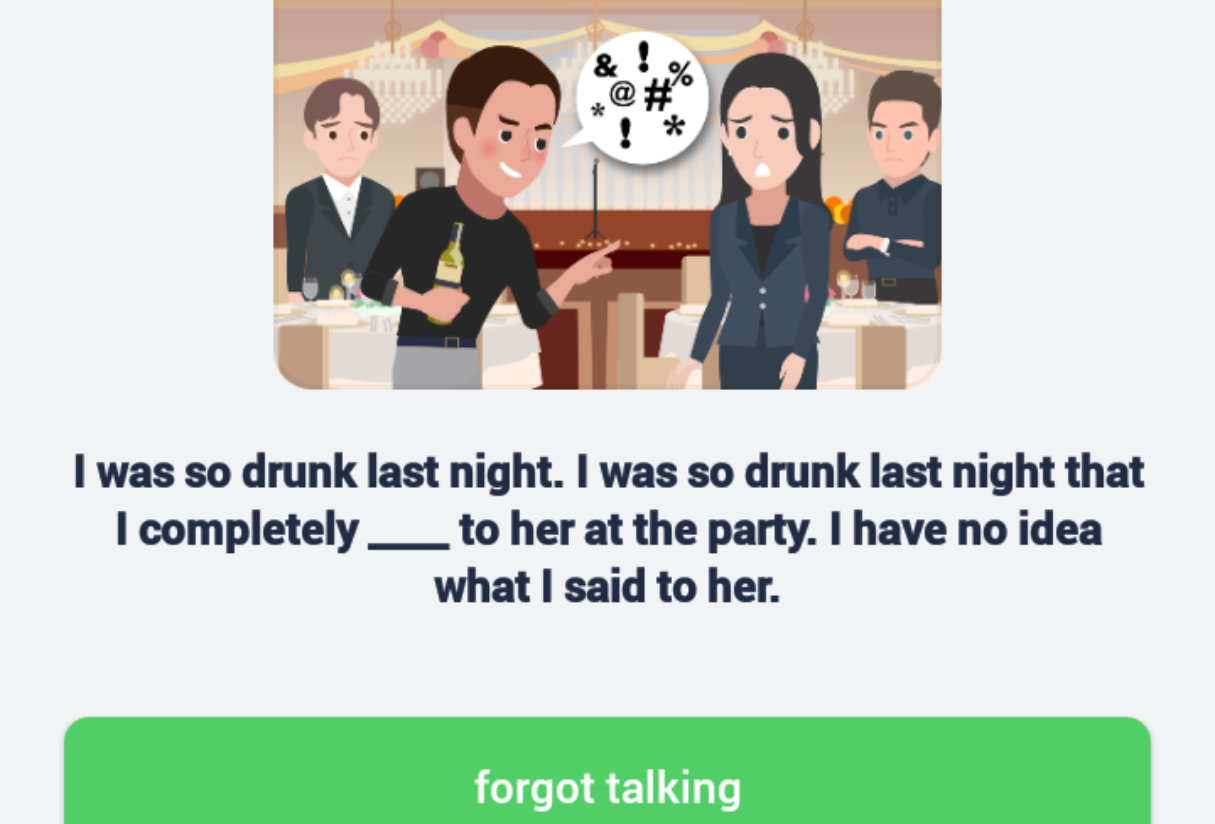 & ! %
* @ #
! *
I was so drunk last night. I was so drunk last night that
I completely ____ to her at the party. I have no idea
what I said to her.
forgot talking